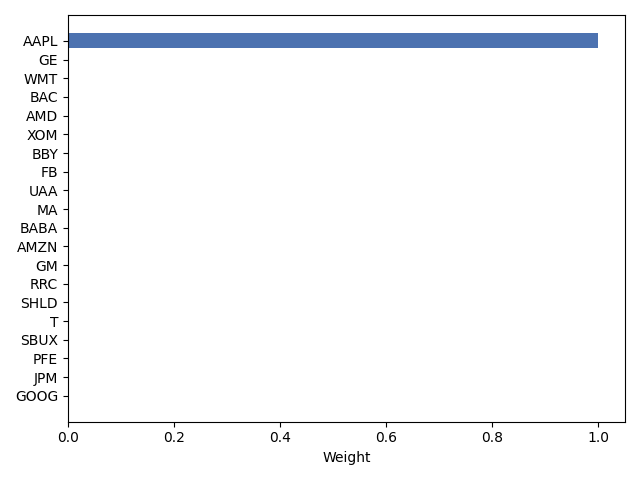 AAPL
GE
WMT
BAC
AMD
XOM
BBY
FB
UAA
MA
BABA
AMZN
GM
RRC
SHLD
T
SBUX
PFE
JPM
GOOG
0.0 0.2 0.4 0.6 0.8 1.0
Weight